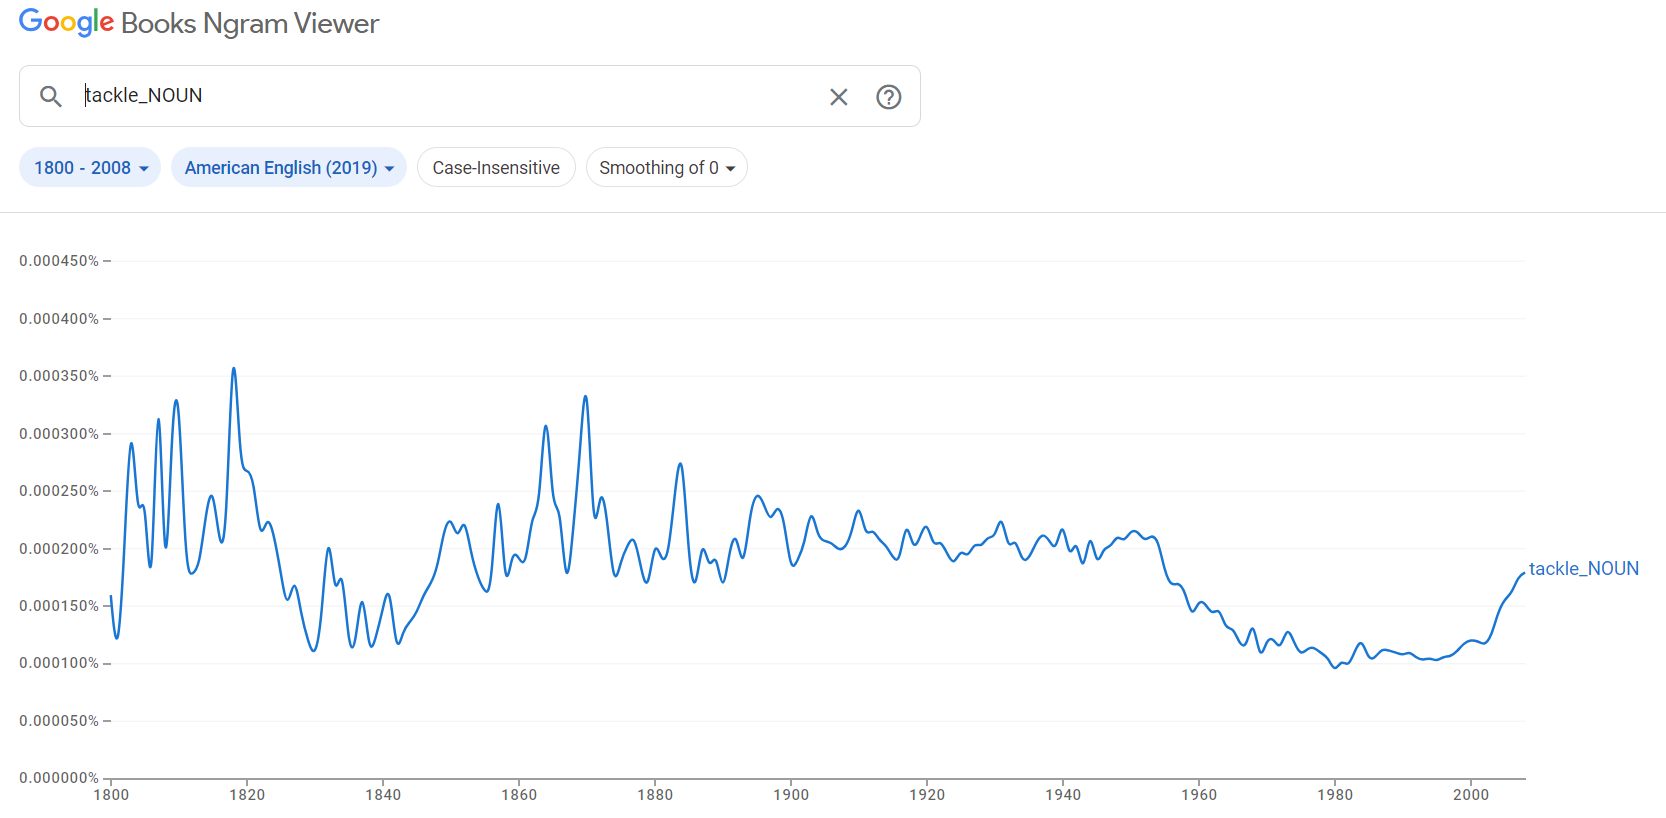 Google Books Ngram Viewer
tackle_NOUN
1800 - 2008 American English (2019) Case-Insensitive Smoothing of 0
0.000450%
0.000400%
0.000350%
0.000300%
0.000250%
0.000200%
0.000150%
0.000100%
0.000050%
0.000000%
tackle_NOUN
1800 1820 1840 1860 1880 1900 1920 1940 1960 1980 2000